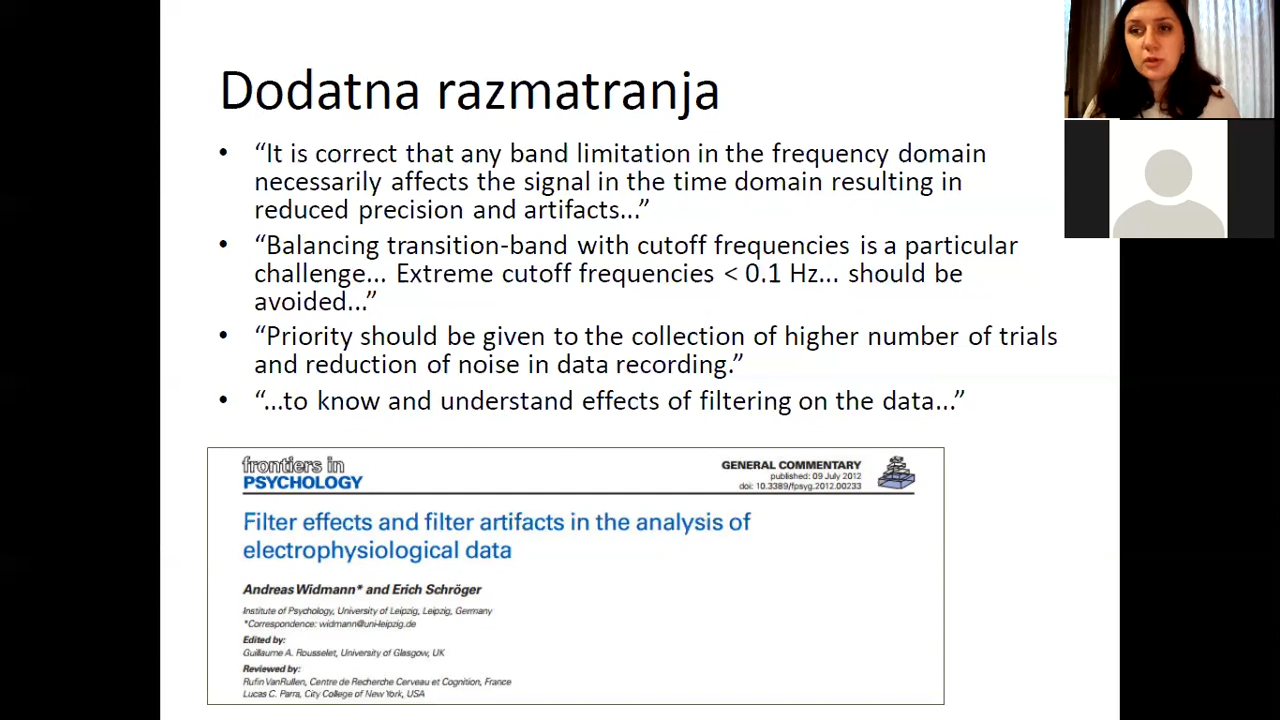 Dodatna razmatranja
• “It is correct that any band limitation in the frequency domain
necessarily affects the signal in the time domain resulting in
reduced precision and artifacts...”
• “Balancing transition-band with cutoff frequencies is a particular
challenge... Extreme cutoff frequencies < 0.1 Hz... should be
avoided...”
• “Priority should be given to the collection of higher number of trials
and reduction of noise in data recording.”
• “...to know and understand effects of filtering on the data...”
frontiers in
PSYCHOLOGY
GENERAL COMMENTARY
published: 09 July 2012
doi: 10.3389/fpsyg.2012.00233
Filter effects and filter artifacts in the analysis of
electrophysiological data
Andreas Widmann* and Erich Schröger
Institute of Psychology, University of Leipzig, Leipzig, Germany
*Correspondence: widmann@uni-leipzig.de
Edited by:
Guillaume A. Rousselet, University of Glasgow, UK
Reviewed by:
Rufin VanRullen, Centre de Recherche Cerveau et Cognition, France
Lucas C. Parra, City College of New York, USA